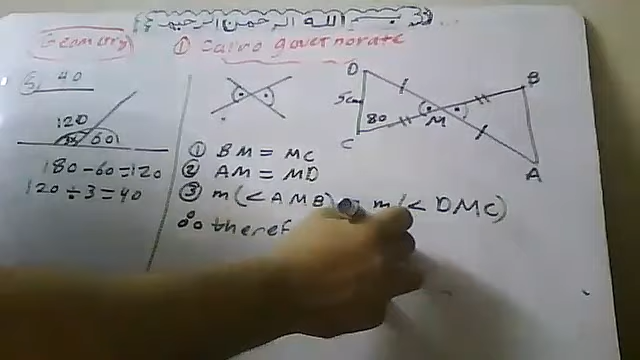 بسم الله الرحمن الرحيم
Geometry
① Cairo governorate
5, 40
120
3x 60
180-60=120
120÷3=40
D
B
5cm
80
M
C
A
① BM = MC
② AM = MD
③ m(<AMB) = m(<DMC)
∴ theref